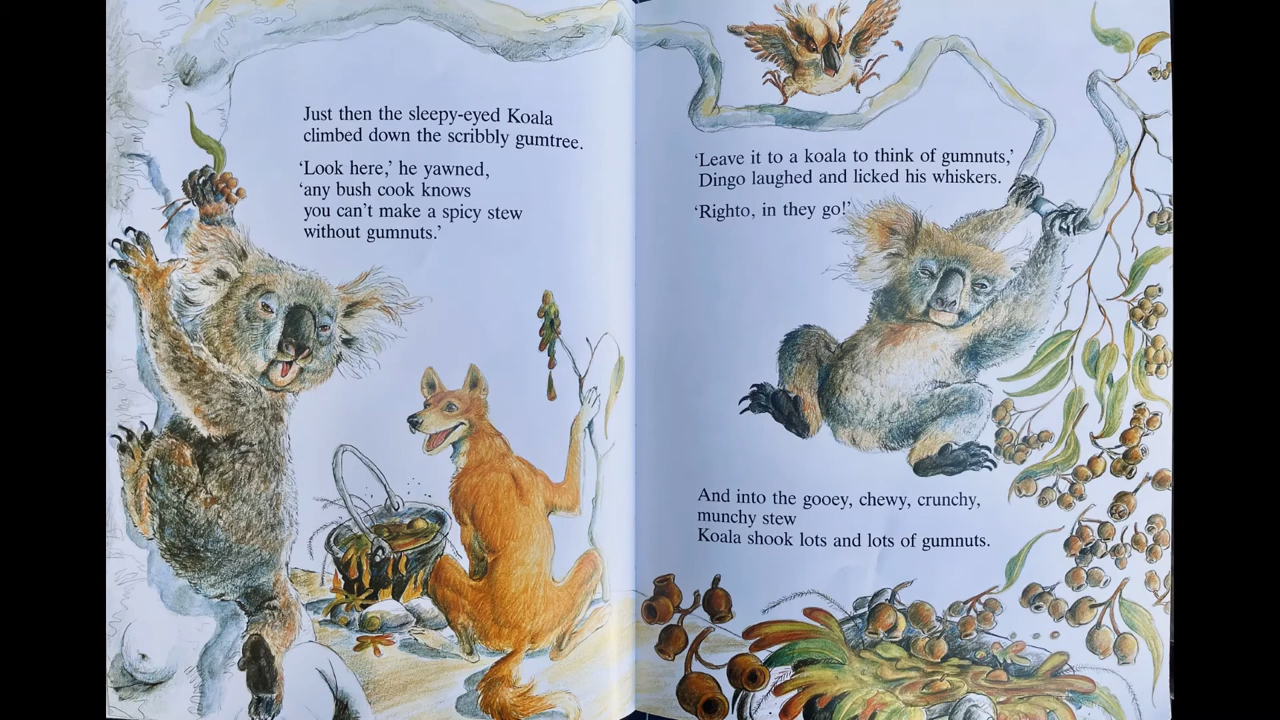 Just then the sleepy-eyed Koala
climbed down the scribbly gumtree.
‘Look here,’ he yawned,
‘any bush cook knows
you can’t make a spicy stew
without gumnuts.’
‘Leave it to a koala to think of gumnuts,’
Dingo laughed and licked his whiskers.
‘Righto, in they go!’
And into the gooey, chewy, crunchy,
munchy stew
Koala shook lots and lots of gumnuts.